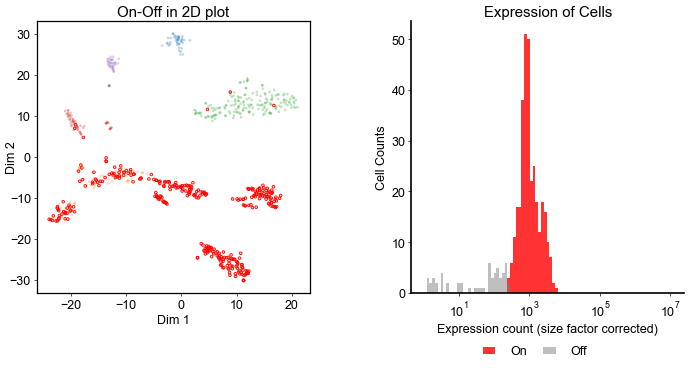 On-Off in 2D plot
Expression of Cells
30
20
10
0
−10
−20
−30
Dim 2
−20 −10 0 10 20
Dim 1
50
40
30
20
10
0
Cell Counts
10^1 10^3 10^5 10^7
Expression count (size factor corrected)
On Off